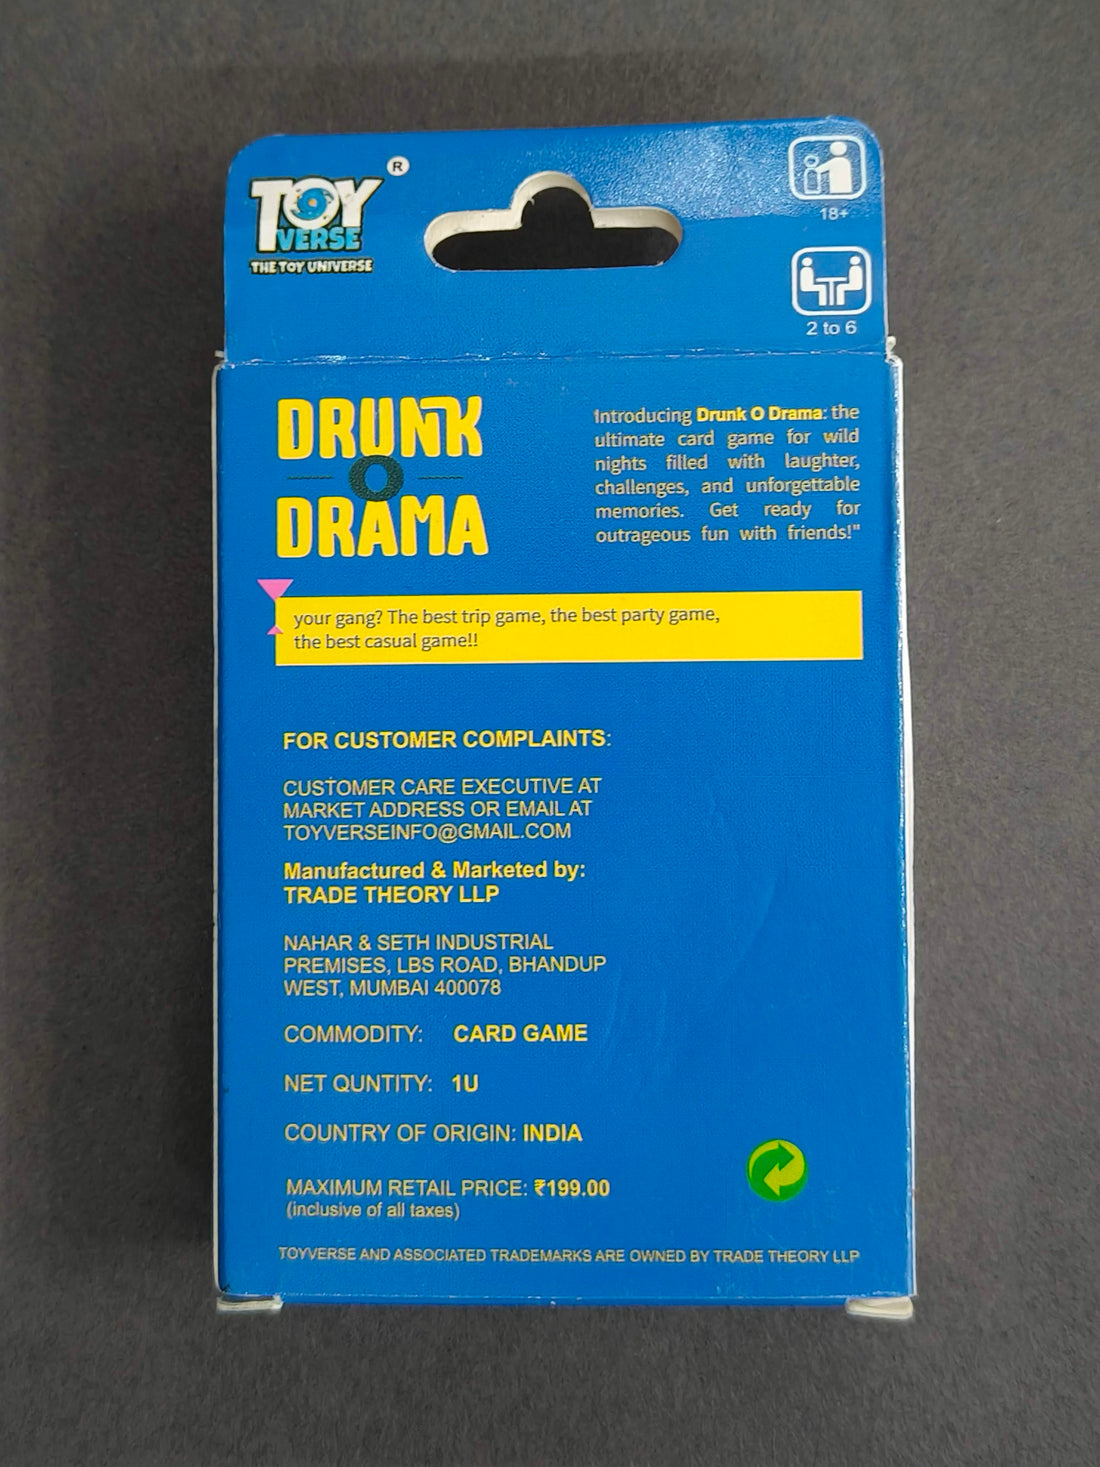 TOY
VERSE
THE TOY UNIVERSE
®
18+
2 to 6
DRUNK
O
DRAMA
Introducing Drunk O Drama: the
ultimate card game for wild
nights filled with laughter,
challenges, and unforgettable
memories. Get ready for
outrageous fun with friends!"
your gang? The best trip game, the best party game,
the best casual game!!
FOR CUSTOMER COMPLAINTS:
CUSTOMER CARE EXECUTIVE AT
MARKET ADDRESS OR EMAIL AT
TOYVERSEINFO@GMAIL.COM
Manufactured & Marketed by:
TRADE THEORY LLP
NAHAR & SETH INDUSTRIAL
PREMISES, LBS ROAD, BHANDUP
WEST, MUMBAI 400078
COMMODITY: CARD GAME
NET QUNTITY: 1U
COUNTRY OF ORIGIN: INDIA
MAXIMUM RETAIL PRICE: ₹199.00
(inclusive of all taxes)
TOYVERSE AND ASSOCIATED TRADEMARKS ARE OWNED BY TRADE THEORY LLP